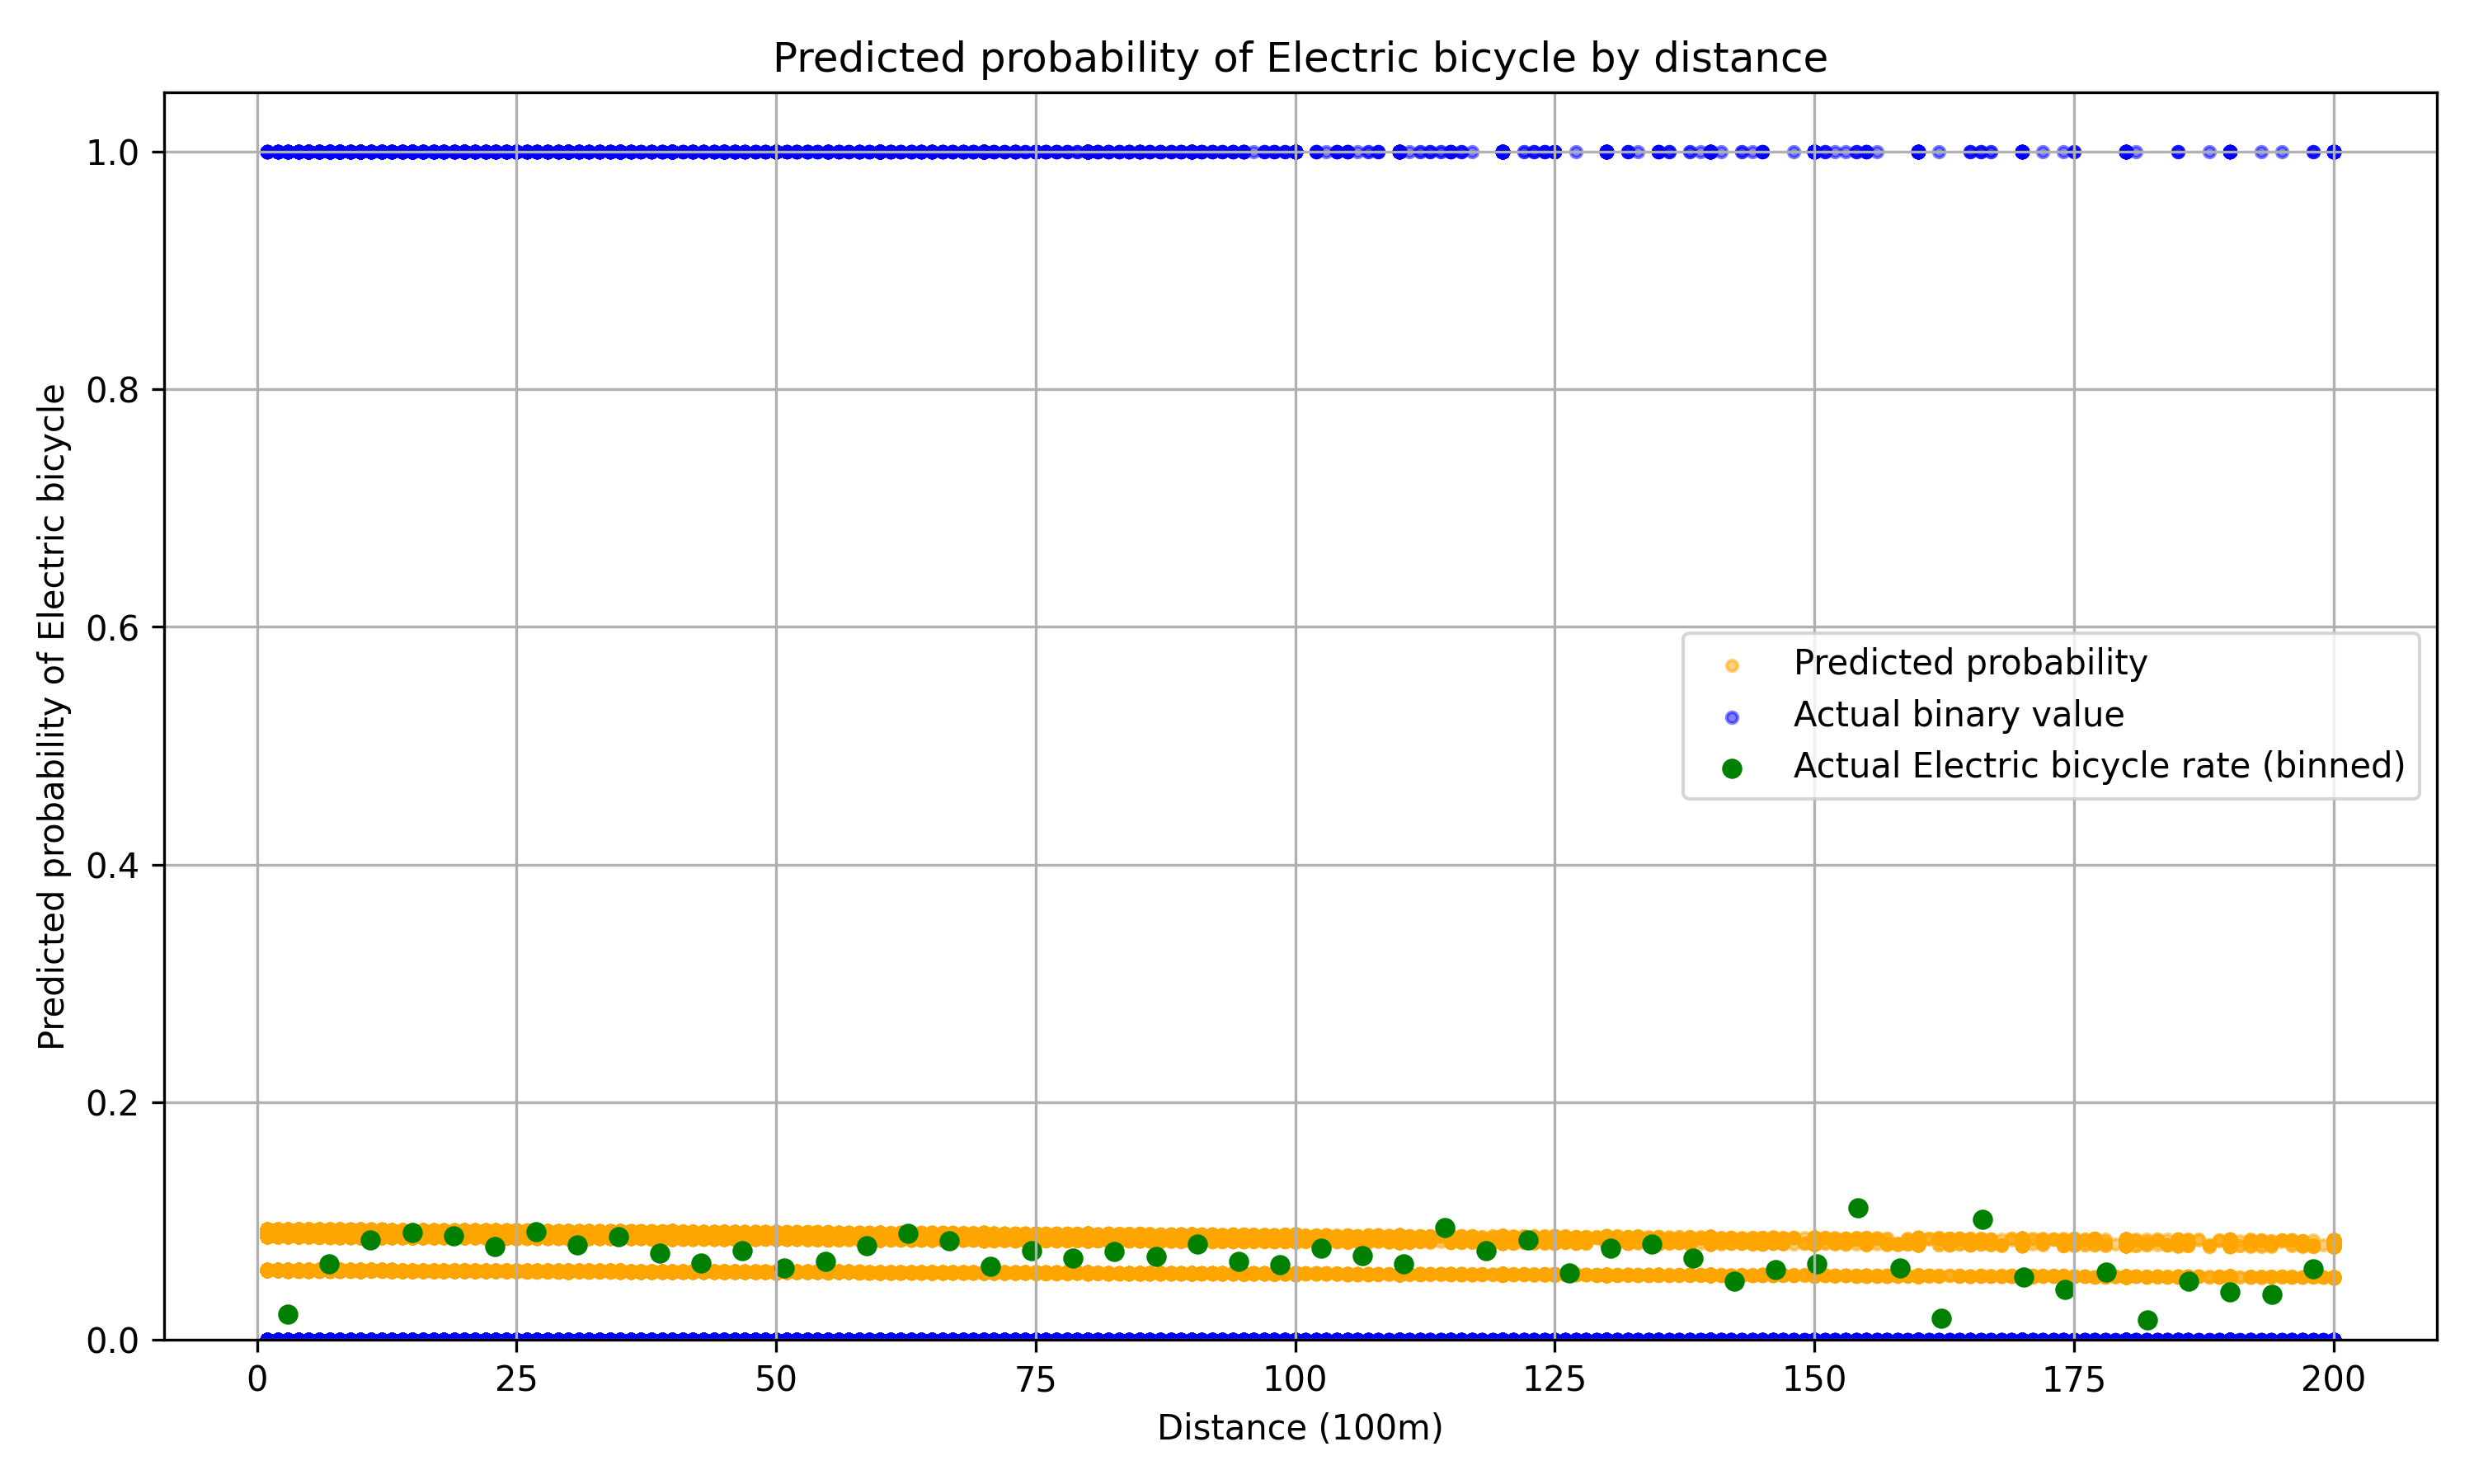 Predicted probability of Electric bicycle by distance
Predicted probability of Electric bicycle
1.0
0.8
0.6
0.4
0.2
0.0
Predicted probability
Actual binary value
Actual Electric bicycle rate (binned)
0 25 50 75 100 125 150 175 200
Distance (100m)